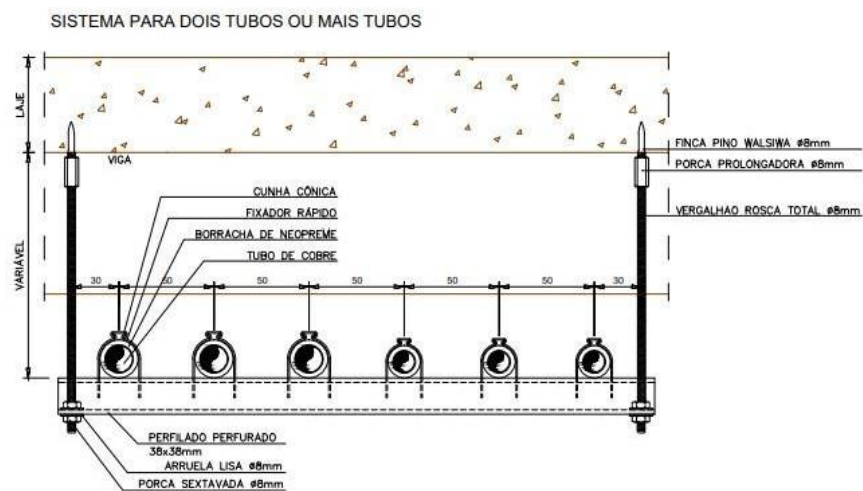 SISTEMA PARA DOIS TUBOS OU MAIS TUBOS
LAJE
VIGA
FINCA PINO WALSIWA ø8mm
PORCA PROLONGADORA ø8mm
VERGALHAO ROSCA TOTAL ø8mm
CUNHA CÔNICA
FIXADOR RÁPIDO
BORRACHA DE NEOPREME
TUBO DE COBRE
VARIÁVEL
30 50 50 50 50 50 30
PERFILADO PERFURADO
38x38mm
ARRUELA LISA ø8mm
PORCA SEXTAVADA ø8mm